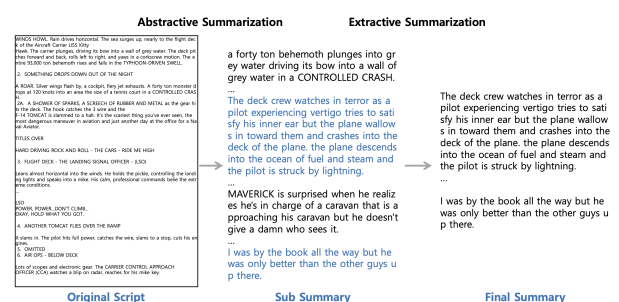 Abstractive Summarization
Extractive Summarization
WINDS HOWL. Rain drives horizontal. The sea surges up, nearly to the flight dec
k of the Aircraft Carrier USS Kitty
Hawk. The carrier plunges, driving its bow into a wall of grey water. The deck pit
ches forward and back, rolls left to right, and yaws in a corkscrew motion. The e
ntire 93,000 ton behemoth rises and falls in the TYPHOON-DRIVEN SWELL.
2. SOMETHING DROPS DOWN OUT OF THE NIGHT
A ROAR. Silver wings flash by, a cockpit, fiery jet exhausts. A forty ton monster d
rops at 120 knots into an area the size of a tennis court in a CONTROLLED CRAS
H.
2A. A SHOWER OF SPARKS, A SCREECH OF RUBBER AND METAL as the gear hi
ts the deck. The hook catches the 3 wire and the
F-14 TOMCAT is slammed to a halt. It's the scariest thing you've ever seen, the
most dangerous maneuver in aviation and just another day at the office for a Na
val Aviator.
TITLES OVER
HARD DRIVING ROCK AND ROLL - THE CARS - RIDE ME HIGH
3. FLIGHT DECK - THE LANDING SIGNAL OFFICER - (LSO)
Leans almost horizontal into the winds. He holds the pickle, controlling the landi
ng lights and speaks into a mike. His calm, professional commands belie the extr
eme conditions.
...
LSO
POWER, POWER..DON'T CLIMB..
OKAY, HOLD WHAT YOU GOT.
4. ANOTHER TOMCAT FLIES OVER THE RAMP
It slams in. The pilot hits full power, catches the wire, slams to a stop, cuts his en
gines.
5. OMITTED
6. AIR OPS - BELOW DECK
Lots of scopes and electronic gear. The CARRIER CONTROL APPROACH
OFFICER (CCA) watches a blip on radar, reaches for his mike key.
Original Script
a forty ton behemoth plunges into gr
ey water driving its bow into a wall of
grey water in a CONTROLLED CRASH.
...
The deck crew watches in terror as a
pilot experiencing vertigo tries to sati
sfy his inner ear but the plane wallow
s in toward them and crashes into the
deck of the plane. the plane descends
into the ocean of fuel and steam and
the pilot is struck by lightning.
...
MAVERICK is surprised when he realiz
es he's in charge of a caravan that is a
pproaching his caravan but he doesn't
give a damn who sees it.
...
I was by the book all the way but he
was only better than the other guys u
p there.
Sub Summary
The deck crew watches in terror as a
pilot experiencing vertigo tries to sati
sfy his inner ear but the plane wallow
s in toward them and crashes into the
deck of the plane. the plane descends
into the ocean of fuel and steam and
the pilot is struck by lightning.
...
I was by the book all the way but he
was only better than the other guys u
p there.
Final Summary